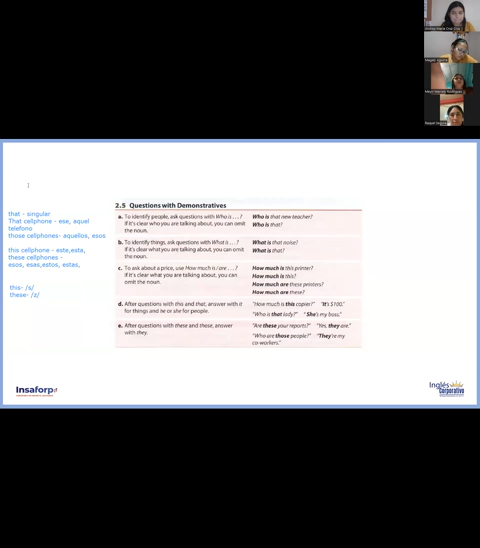 that - singular
That cellphone - ese, aquel
telefono
those cellphones- aquellos, esos
this cellphone - este,esta,
these cellphones -
esos, esas,estos, estas,
this- /s/
these- /z/
2.5 Questions with Demonstratives
a. To identify people, ask questions with Who is . . . ?
If it's clear who you are talking about, you can omit
the noun.
Who is that new teacher?
Who is that?
b. To identify things, ask questions with What is . . . ?
If it's clear what you are talking about, you can omit
the noun.
What is that noise?
What is that?
c. To ask about a price, use How much is / are . . . ?
If it's clear what you are talking about, you can
omit the noun.
How much is this printer?
How much is this?
How much are these printers?
How much are these?
d. After questions with this and that, answer with it
for things and he or she for people.
"How much is this copier?" "It's $100."
"Who is that lady?" "She's my boss."
e. After questions with these and those, answer
with they.
"Are these your reports?" "Yes, they are."
"Who are those people?" "They're my
co-workers."
Insaforp
Inglés
Corporativo